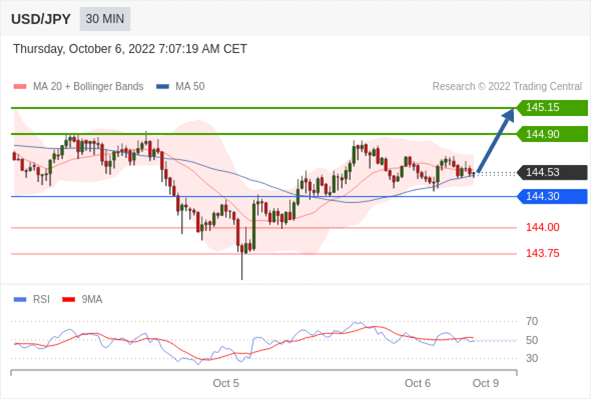 USD/JPY 30 MIN
Thursday, October 6, 2022 7:07:19 AM CET
MA 20 + Bollinger Bands MA 50 Research © 2022 Trading Central
145.15
144.90
144.53
144.30
144.00
143.75
RSI 9MA
70
50
30
Oct 5 Oct 6 Oct 9